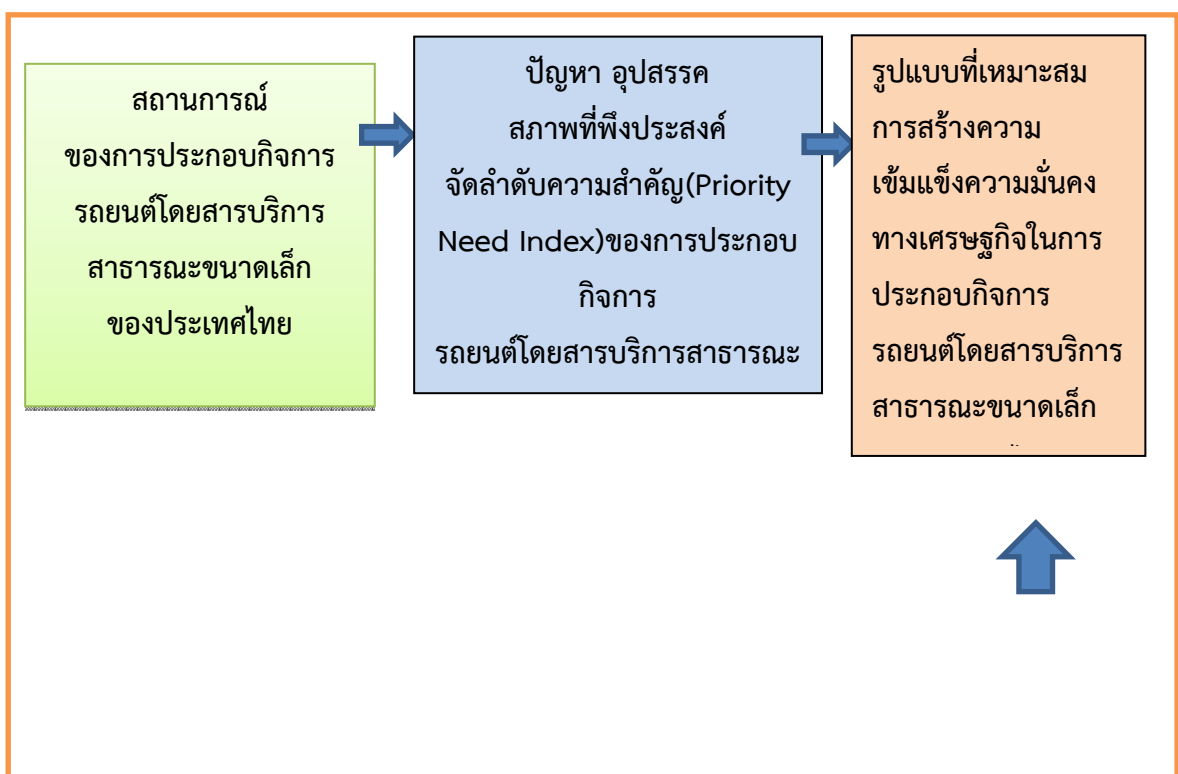 สถานการณ์
ของการประกอบกิจการ
รถยนต์โดยสารบริการ
สาธารณะขนาดเล็ก
ของประเทศไทย
ปัญหา อุปสรรค
สภาพที่พึงประสงค์
จัดลำดับความสำคัญ(Priority
Need Index)ของการประกอบ
กิจการ
รถยนต์โดยสารบริการสาธารณะ
รูปแบบที่เหมาะสม
การสร้างความ
เข้มแข็งความมั่นคง
ทางเศรษฐกิจในการ
ประกอบกิจการ
รถยนต์โดยสารบริการ
สาธารณะขนาดเล็ก